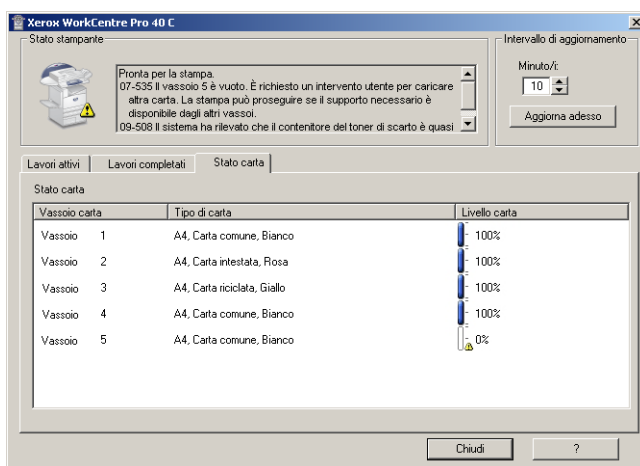 Xerox WorkCentre Pro 40 C
Stato stampante
Pronta per la stampa.
07-535 Il vassoio 5 è vuoto. È richiesto un intervento utente per caricare
altra carta. La stampa può proseguire se il supporto necessario è
disponibile dagli altri vassoi.
09-508 Il sistema ha rilevato che il contenitore del toner di scarto è quasi
Intervallo di aggiornamento
Minuto/i:
10
Aggiorna adesso
Lavori attivi Lavori completati Stato carta
Stato carta
Vassoio carta Tipo di carta Livello carta
Vassoio 1 A4, Carta comune, Bianco 100%
Vassoio 2 A4, Carta intestata, Rosa 100%
Vassoio 3 A4, Carta riciclata, Giallo 100%
Vassoio 4 A4, Carta comune, Bianco 100%
Vassoio 5 A4, Carta comune, Bianco 0%
Chiudi ?